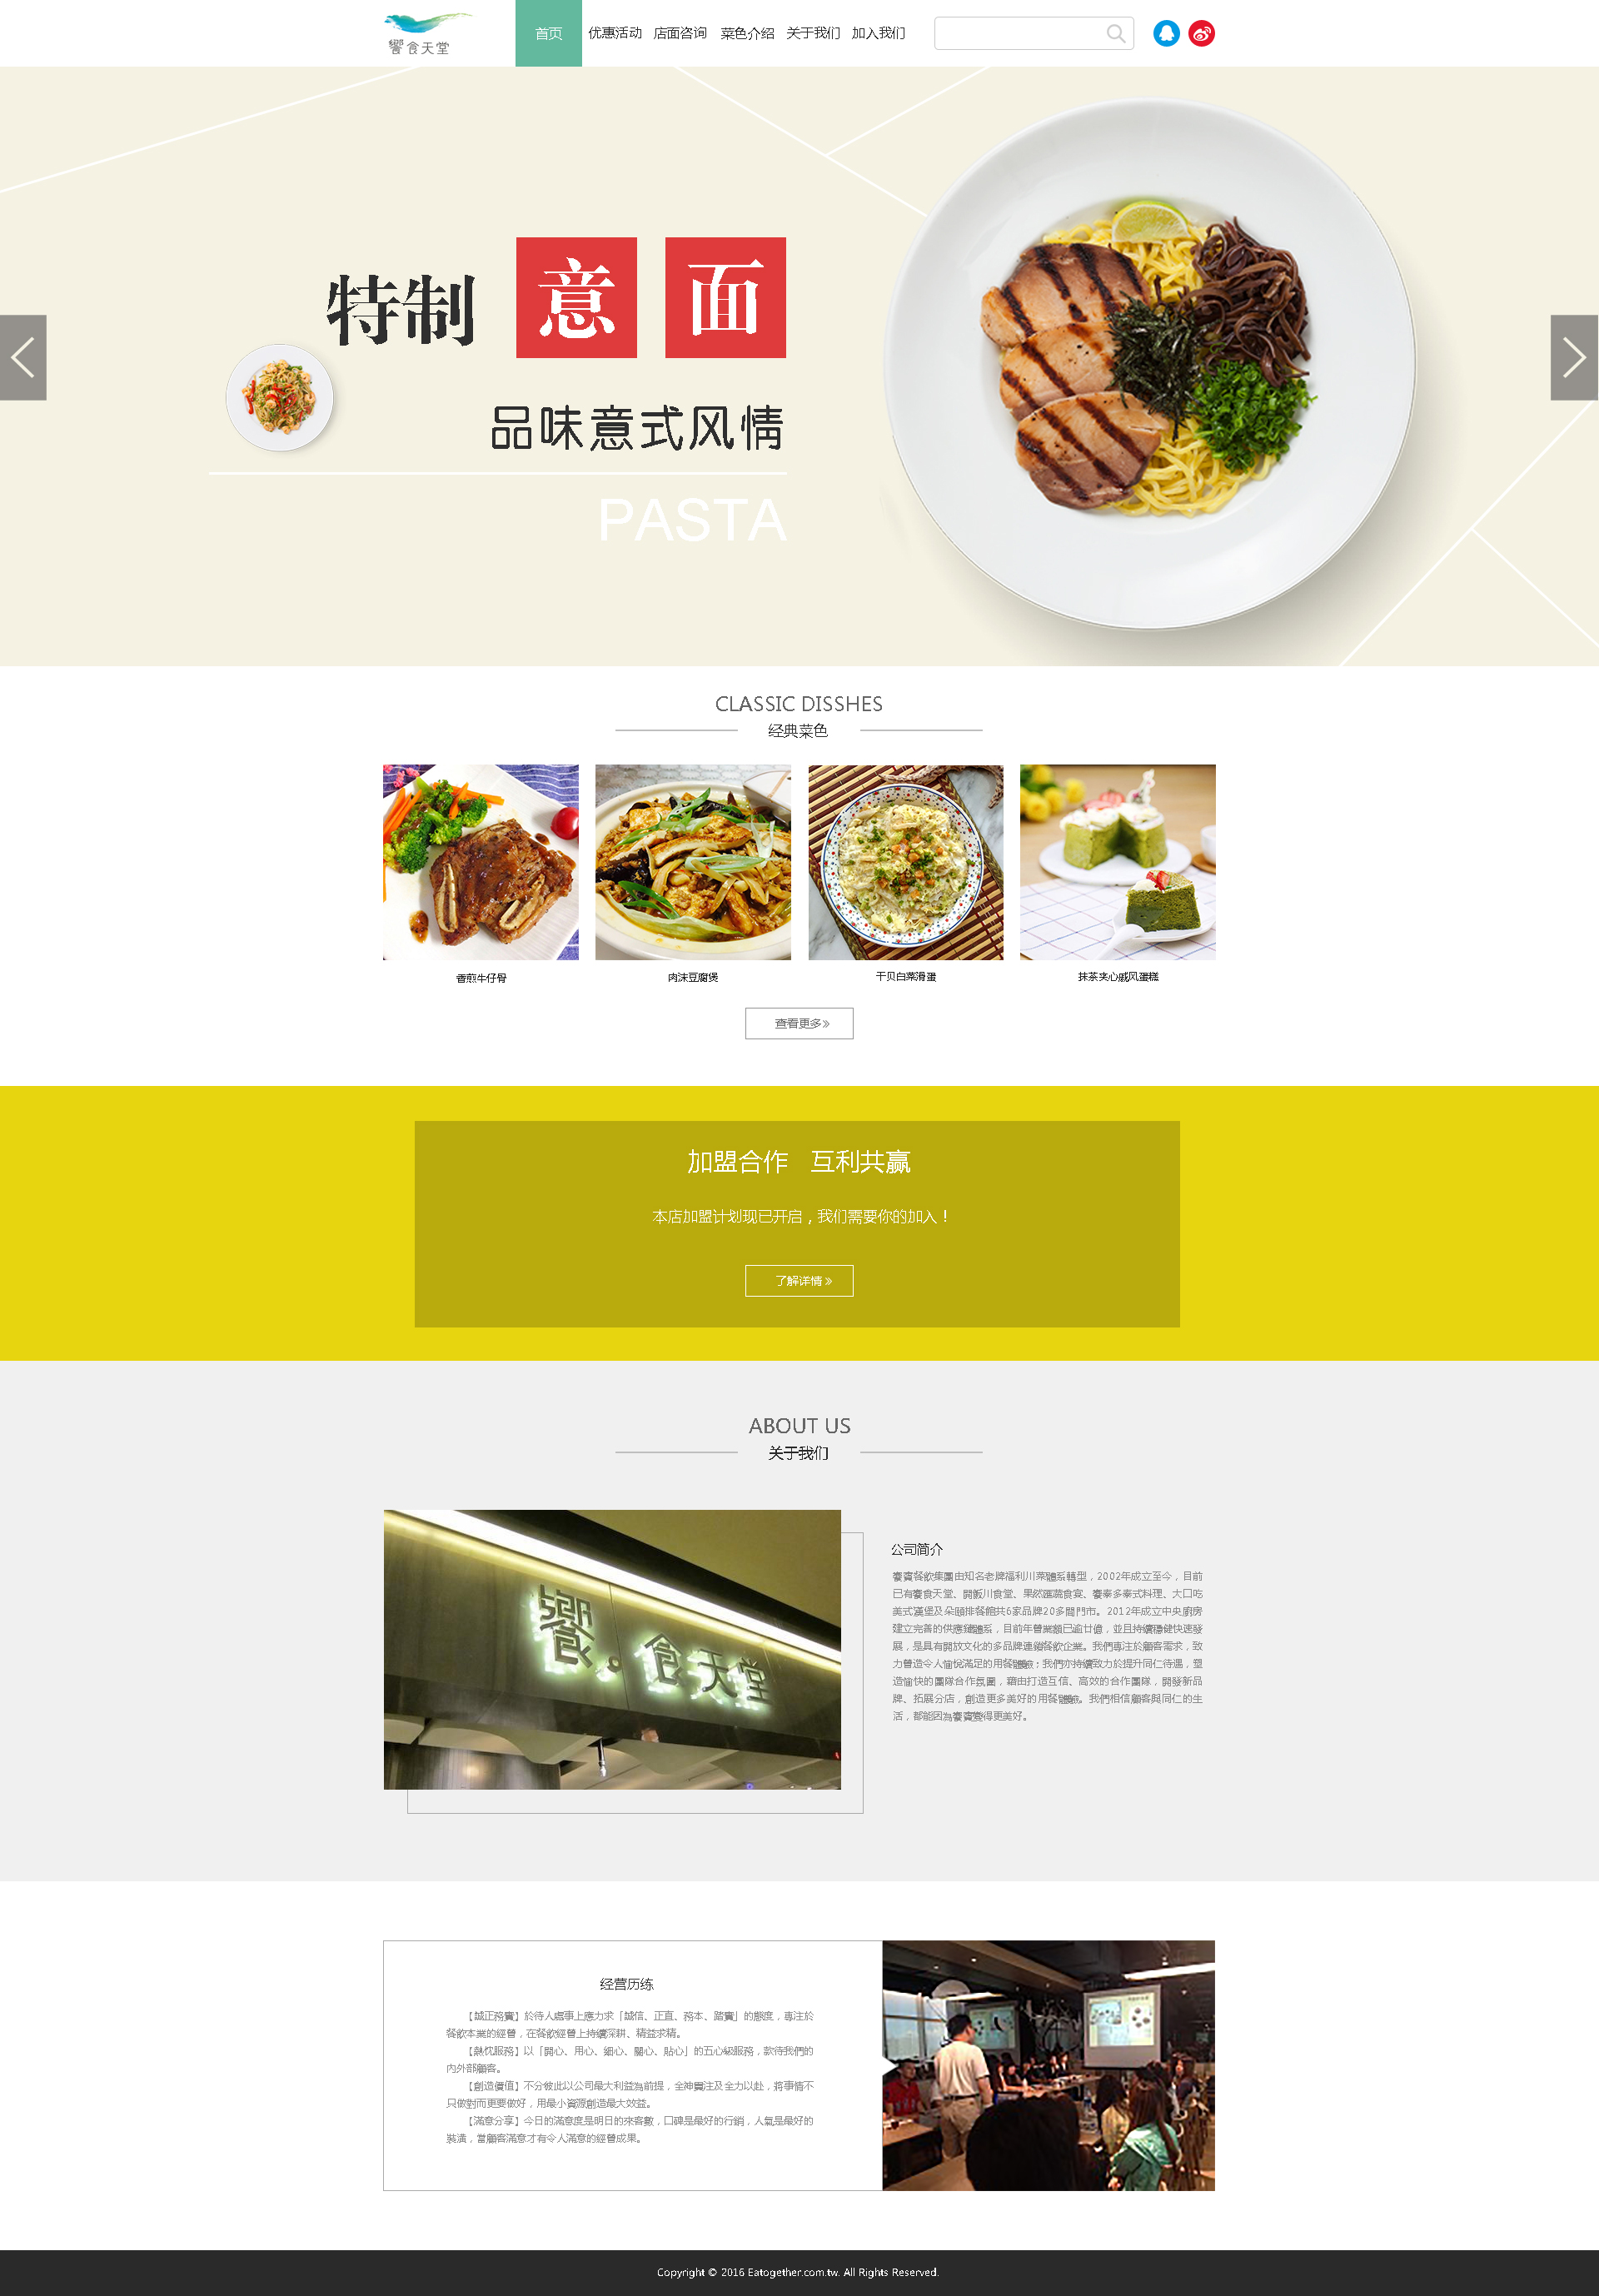 饗食天堂
首页 优惠活动 店面咨询 菜色介绍 关于我们 加入我们
特制 意 面
品味意式风情
PASTA
CLASSIC DISSHES
经典菜色
香煎牛仔骨 肉沫豆腐煲 干贝白菜滑蛋 抹茶夹心戚风蛋糕
查看更多»
加盟合作 互利共赢
本店加盟计划现已开启，我们需要你的加入！
了解详情 »
ABOUT US
关于我们
饗食天堂
公司简介
饗賓餐飲集團由知名老牌福利川菜體系轉型，2002年成立至今，目前
已有饗食天堂、開飯川食堂、果然匯蔬食宴、饗泰多泰式料理、大口吃
美式漢堡及朵頤排餐館共6家品牌20多間門市。2012年成立中央廚房
建立完善的供應鏈體系，目前年營業額已逾廿億，並且持續穩健快速發
展，是具有開放文化的多品牌連鎖餐飲企業。我們專注於顧客需求，致
力營造令人愉悅滿足的用餐體驗；我們亦持續致力於提升同仁待遇，塑
造愉快的團隊合作氛圍，藉由打造互信、高效的合作團隊，開發新品
牌、拓展分店，創造更多美好的用餐體驗。我們相信顧客與同仁的生
活，都能因為饗賓變得更美好。
经营历练
【誠正務實】於待人處事上應力求「誠信、正直、務本、踏實」的態度，專注於
餐飲本業的經營，在餐飲經營上持續深耕、精益求精。
【熱忱服務】以「開心、用心、細心、關心、貼心」的五心級服務，款待我們的
內外部顧客。
【創造價值】不分彼此以公司最大利益為前提，全神貫注及全力以赴，將事情不
只做對而更要做好，用最小資源創造最大效益。
【滿意分享】今日的滿意度是明日的來客數，口碑是最好的行銷，人氣是最好的
裝潢，當顧客滿意才有令人滿意的經營成果。
Copyright © 2016 Eatogether.com.tw. All Rights Reserved.